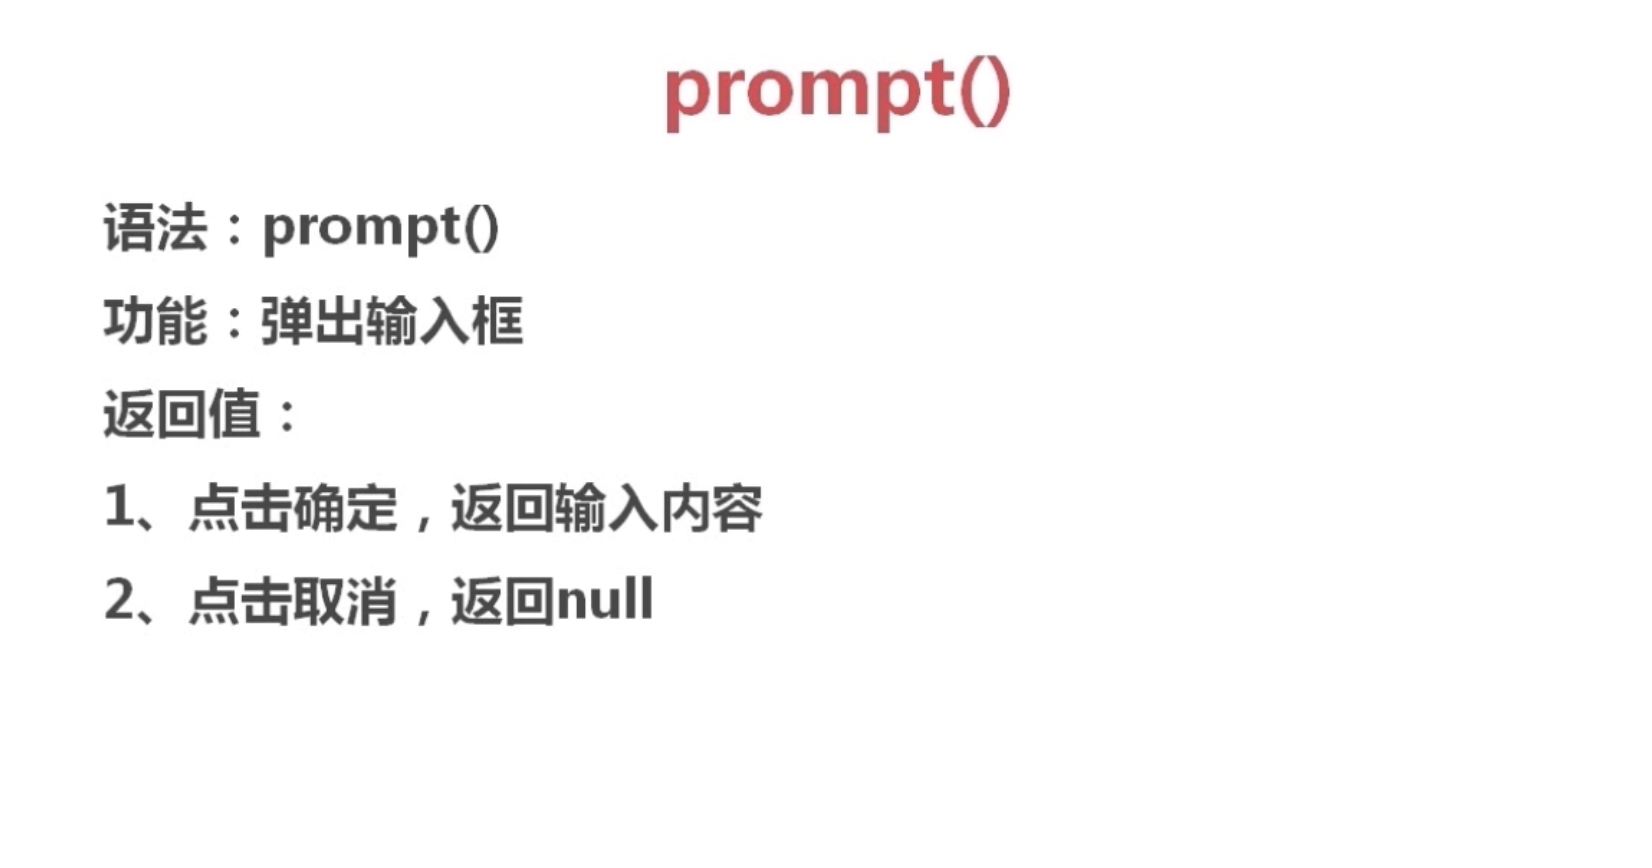 prompt()
语法：prompt()
功能：弹出输入框
返回值：
1、点击确定，返回输入内容
2、点击取消，返回null